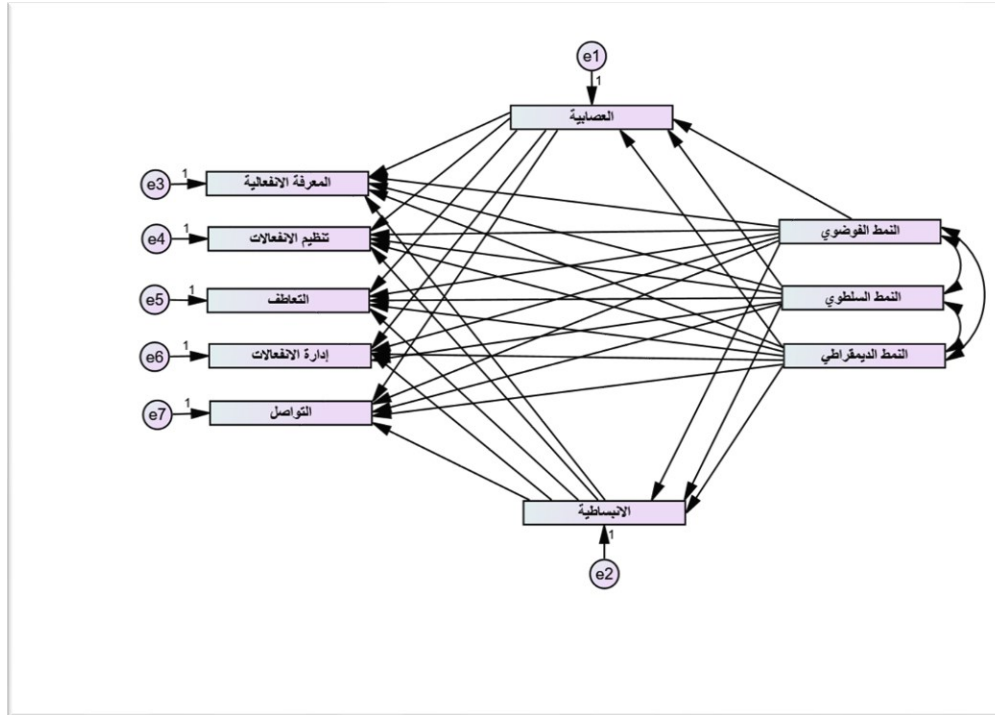 e1
1
العصابية
e3
1
المعرفة الانفعالية
النمط الفوضوي
e4
1
تنظيم الانفعالات
e5
1
التعاطف
النمط السلطوي
e6
1
إدارة الانفعالات
النمط الديمقراطي
e7
1
التواصل
الانبساطية
1
e2